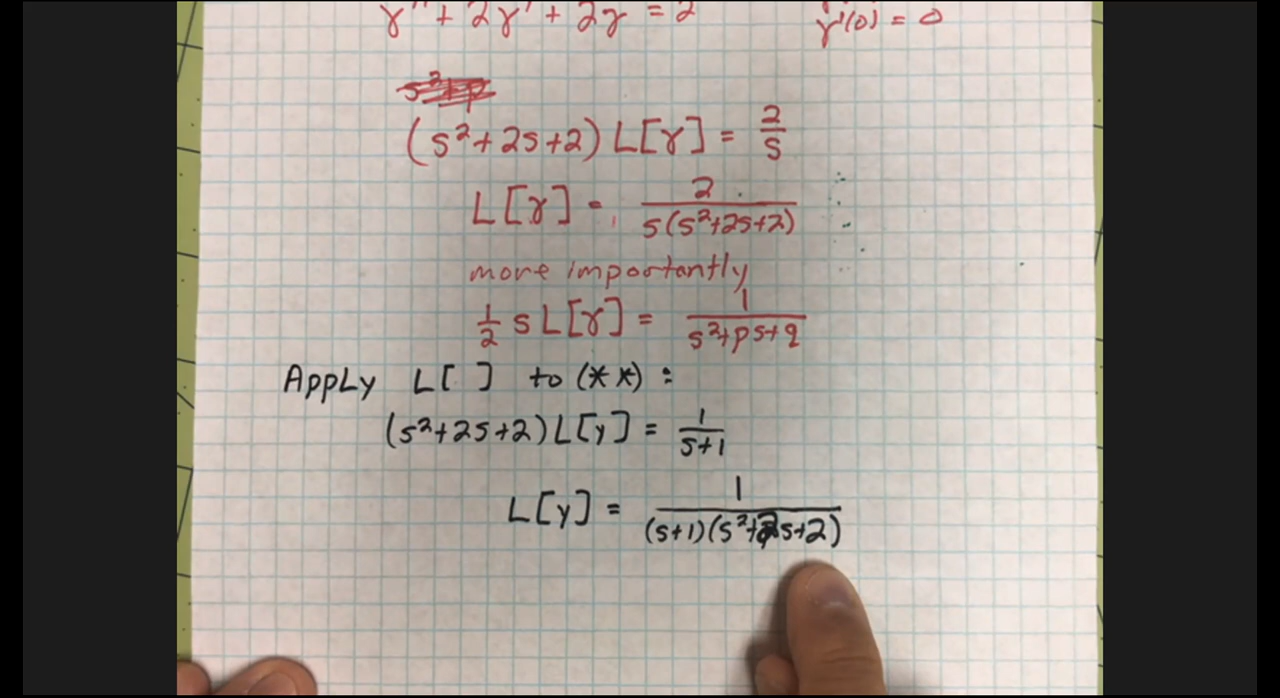 γ'' + 2γ' + 2γ = 2 γ'(0) = 0
(s²+2s+2) L[γ] = 2/s
L[γ] = 2/(s(s²+2s+2))
more importantly
1/2 s L[γ] = 1/(s²+ps+q)
Apply L[ ] to (**):
(s²+2s+2) L[y] = 1/(s+1)
L[y] = 1/((s+1)(s²+2s+2))